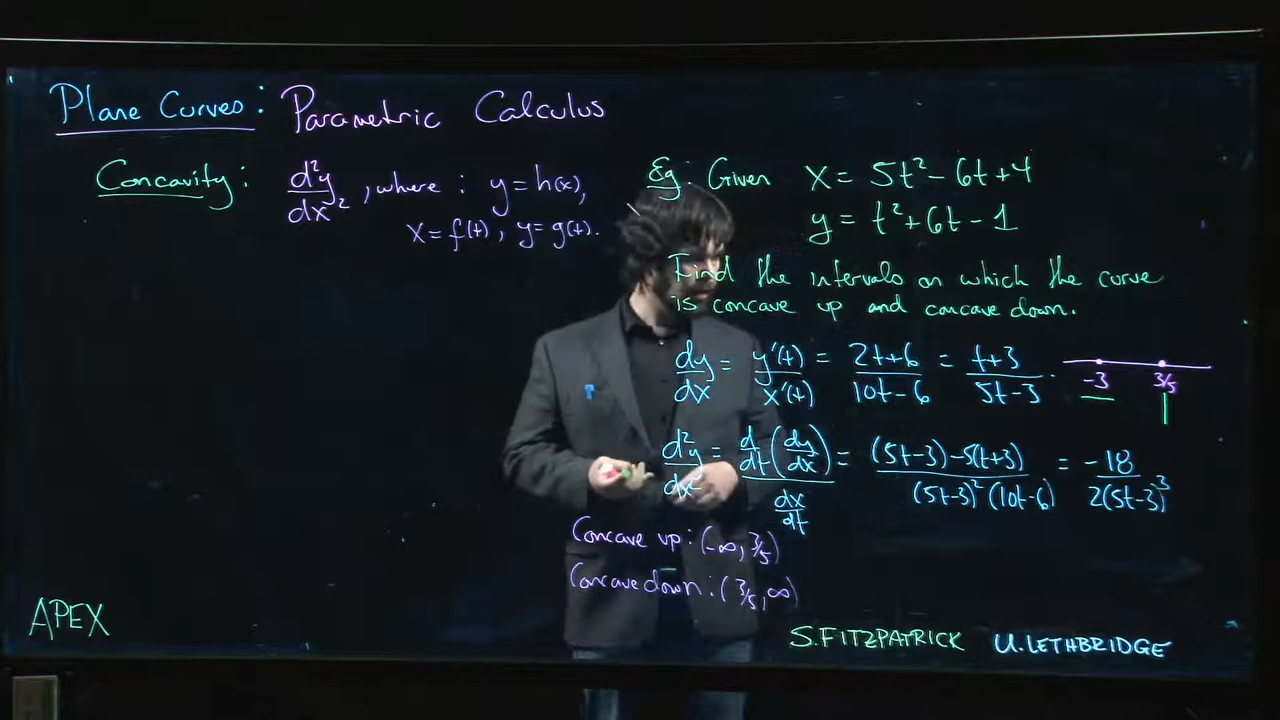 Plane Curves: Parametric Calculus
Concavity: d²y/dx², where: y = h(x),
x = f(t), y = g(t).
Eg: Given x = 5t² - 6t + 4
y = t² + 6t - 1
Find the intervals on which the curve
is concave up and concave down.
dy/dx = y'(t)/x'(t) = (2t+6)/(10t-6) = (t+3)/(5t-3).
-3 3/5
d²y/dx² = d/dt(dy/dx)/(dx/dt) = ((5t-3)-5(t+3))/((5t-3)²(10t-6)) = -18/(2(5t-3)³)
Concave up: (-∞, 3/5)
Concave down: (3/5, ∞)
APEX
S. FITZPATRICK U. LETHBRIDGE